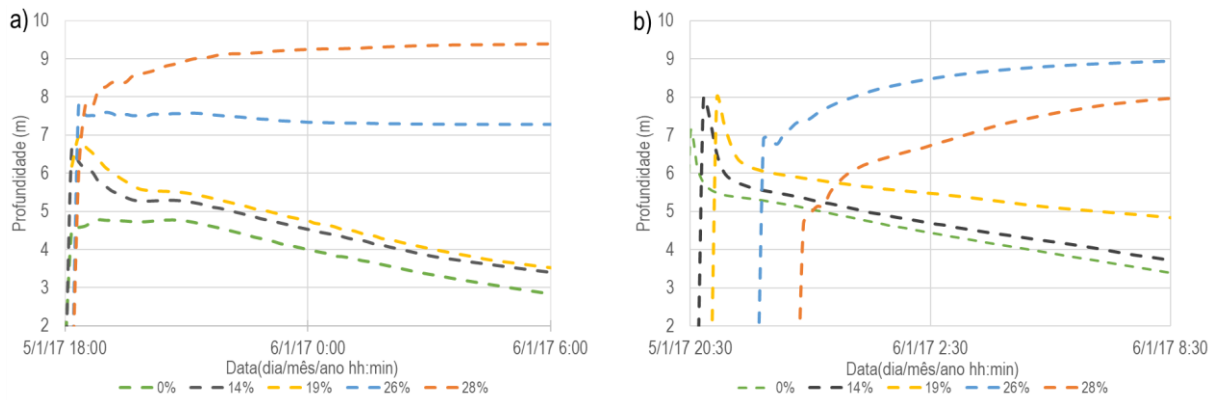 a)
Profundidade (m)
10
9
8
7
6
5
4
3
2
5/1/17 18:00 6/1/17 0:00 6/1/17 6:00
Data(dia/mês/ano hh:min)
0% 14% 19% 26% 28%
b)
Profundidade (m)
10
9
8
7
6
5
4
3
2
5/1/17 20:30 6/1/17 2:30 6/1/17 8:30
Data(dia/mês/ano hh:min)
0% 14% 19% 26% 28%